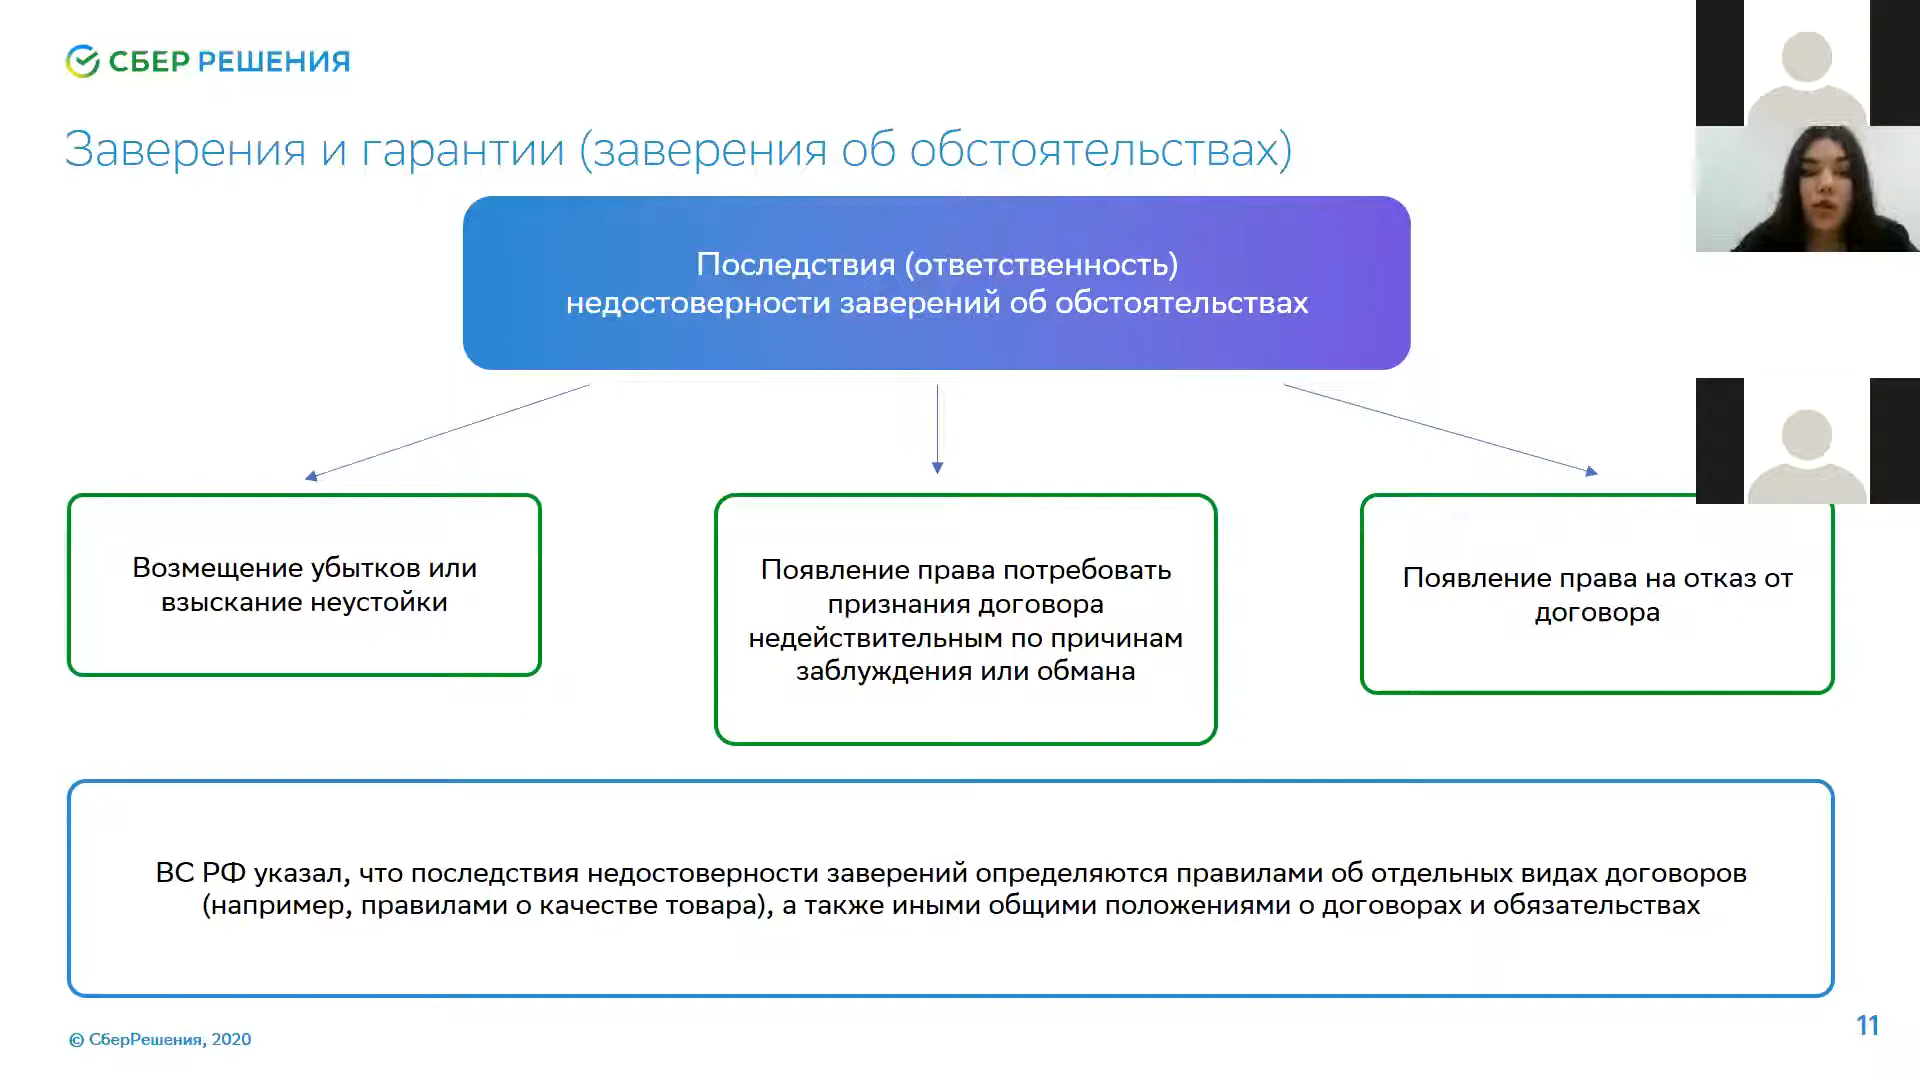 СБЕР РЕШЕНИЯ
Заверения и гарантии (заверения об обстоятельствах)
Последствия (ответственность)
недостоверности заверений об обстоятельствах
Возмещение убытков или
взыскание неустойки
Появление права потребовать
признания договора
недействительным по причинам
заблуждения или обмана
Появление права на отказ от
договора
ВС РФ указал, что последствия недостоверности заверений определяются правилами об отдельных видах договоров
(например, правилами о качестве товара), а также иными общими положениями о договорах и обязательствах
© СберРешения, 2020
11